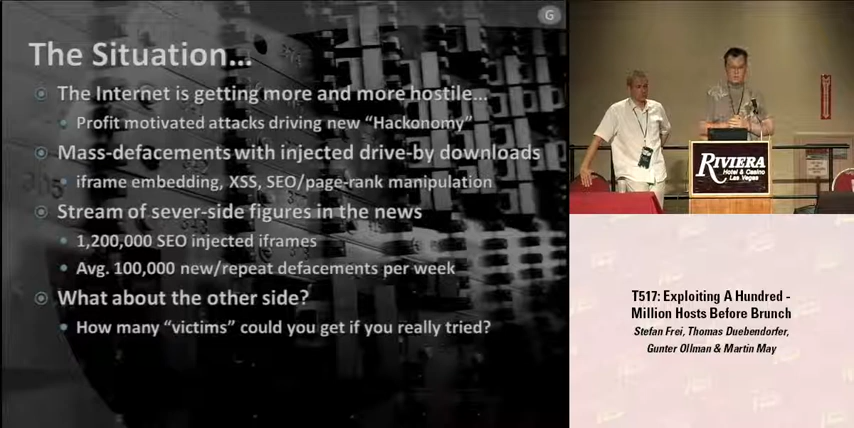 G
The Situation...
The Internet is getting more and more hostile...
Profit motivated attacks driving new “Hackonomy”
Mass-defacements with injected drive-by downloads
iframe embedding, XSS, SEO/page-rank manipulation
Stream of sever-side figures in the news
1,200,000 SEO injected iframes
Avg. 100,000 new/repeat defacements per week
What about the other side?
How many “victims” could you get if you really tried?
RIVIERA
Hotel & Casino
Las Vegas
T517: Exploiting A Hundred -
Million Hosts Before Brunch
Stefan Frei, Thomas Duebendorfer,
Gunter Ollman & Martin May